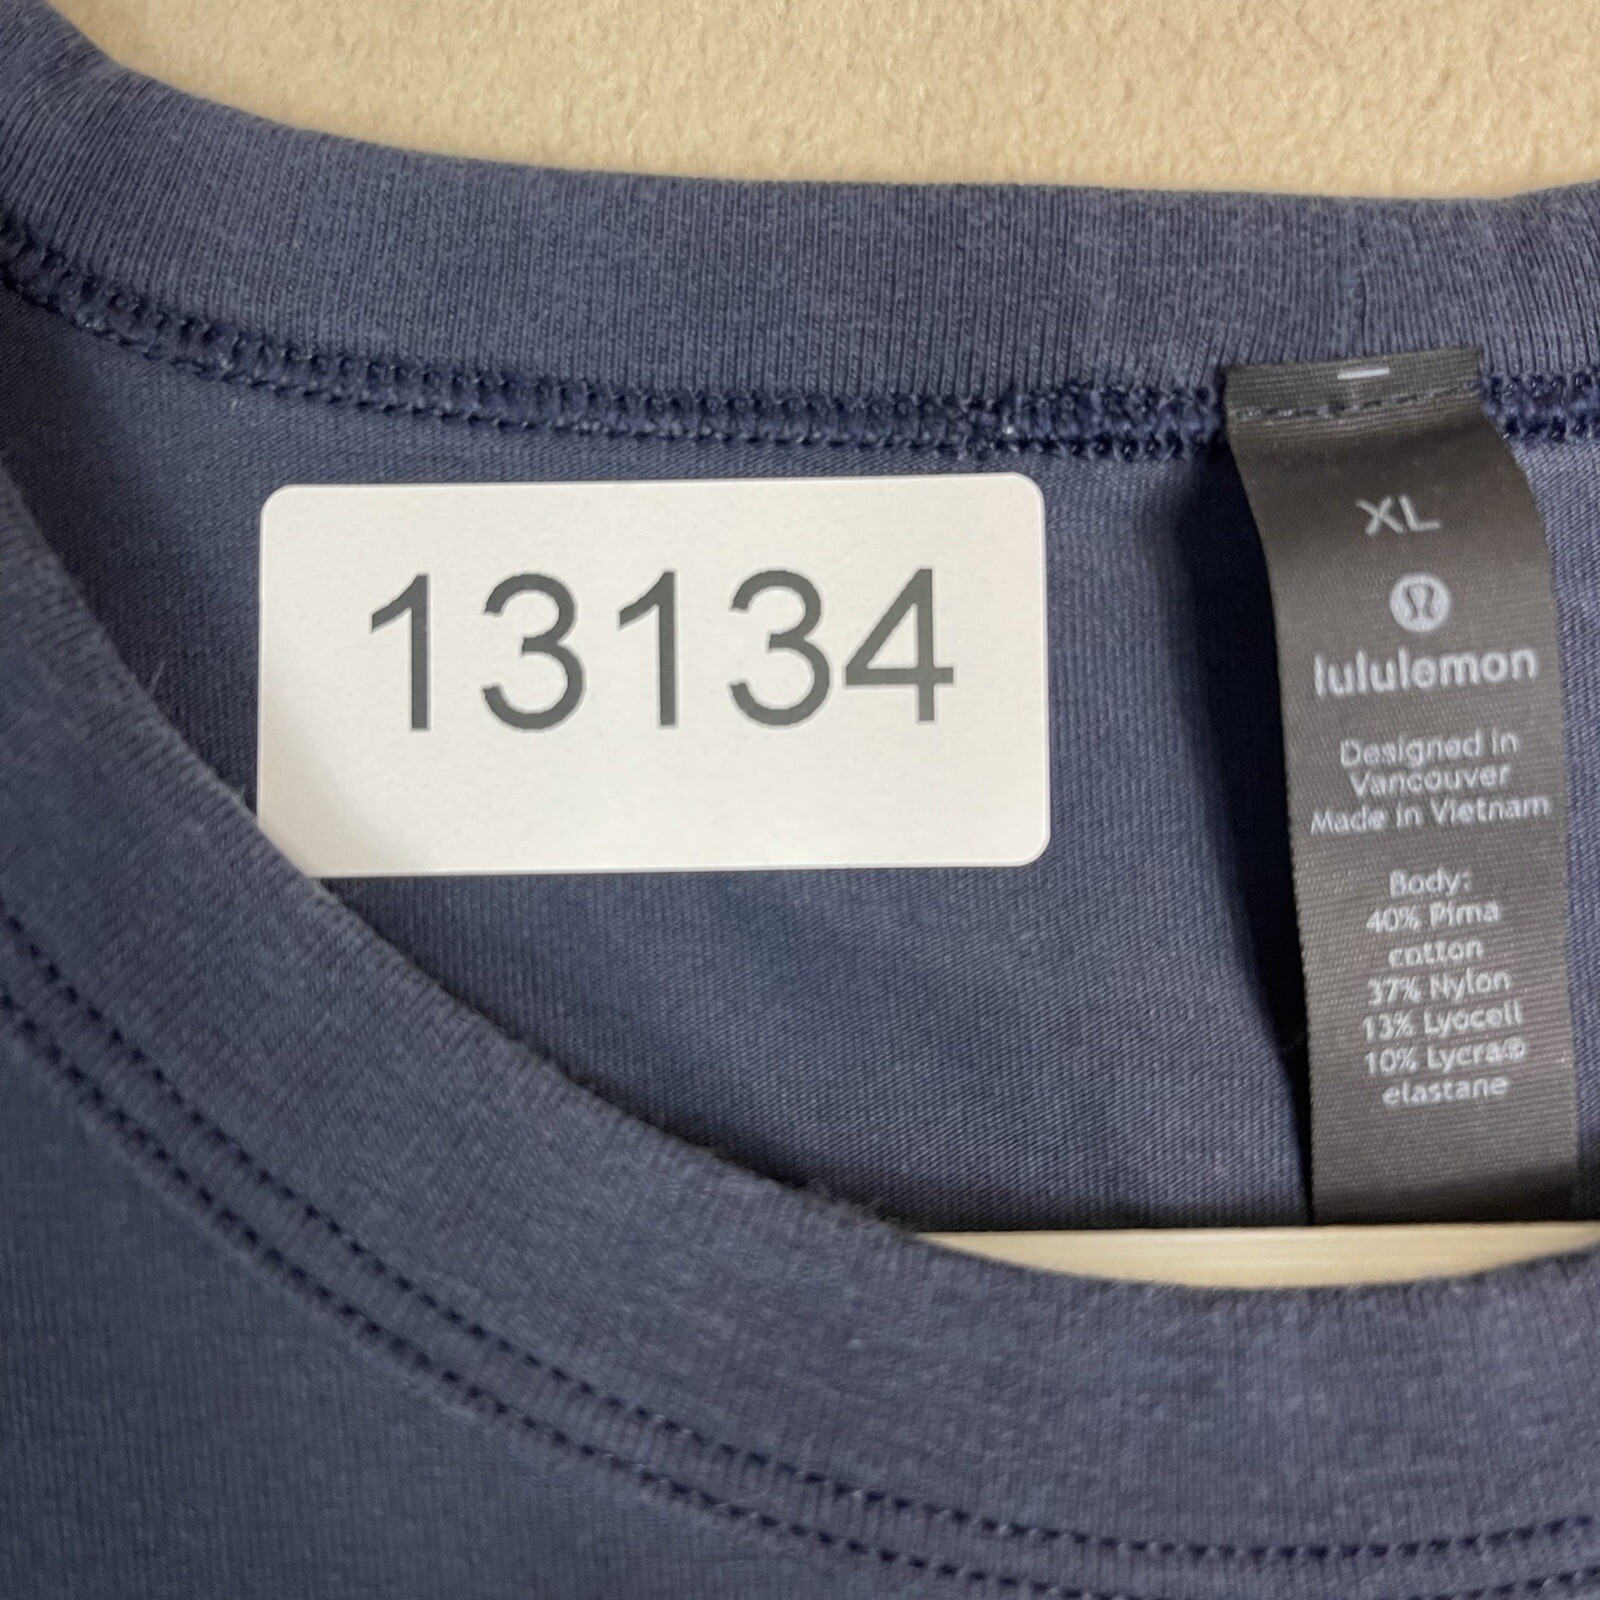 13134
XL
lululemon
Designed in
Vancouver
Made in Vietnam
Body:
40% Pima
cotton
37% Nylon
13% Lyocell
10% Lycra®
elastane